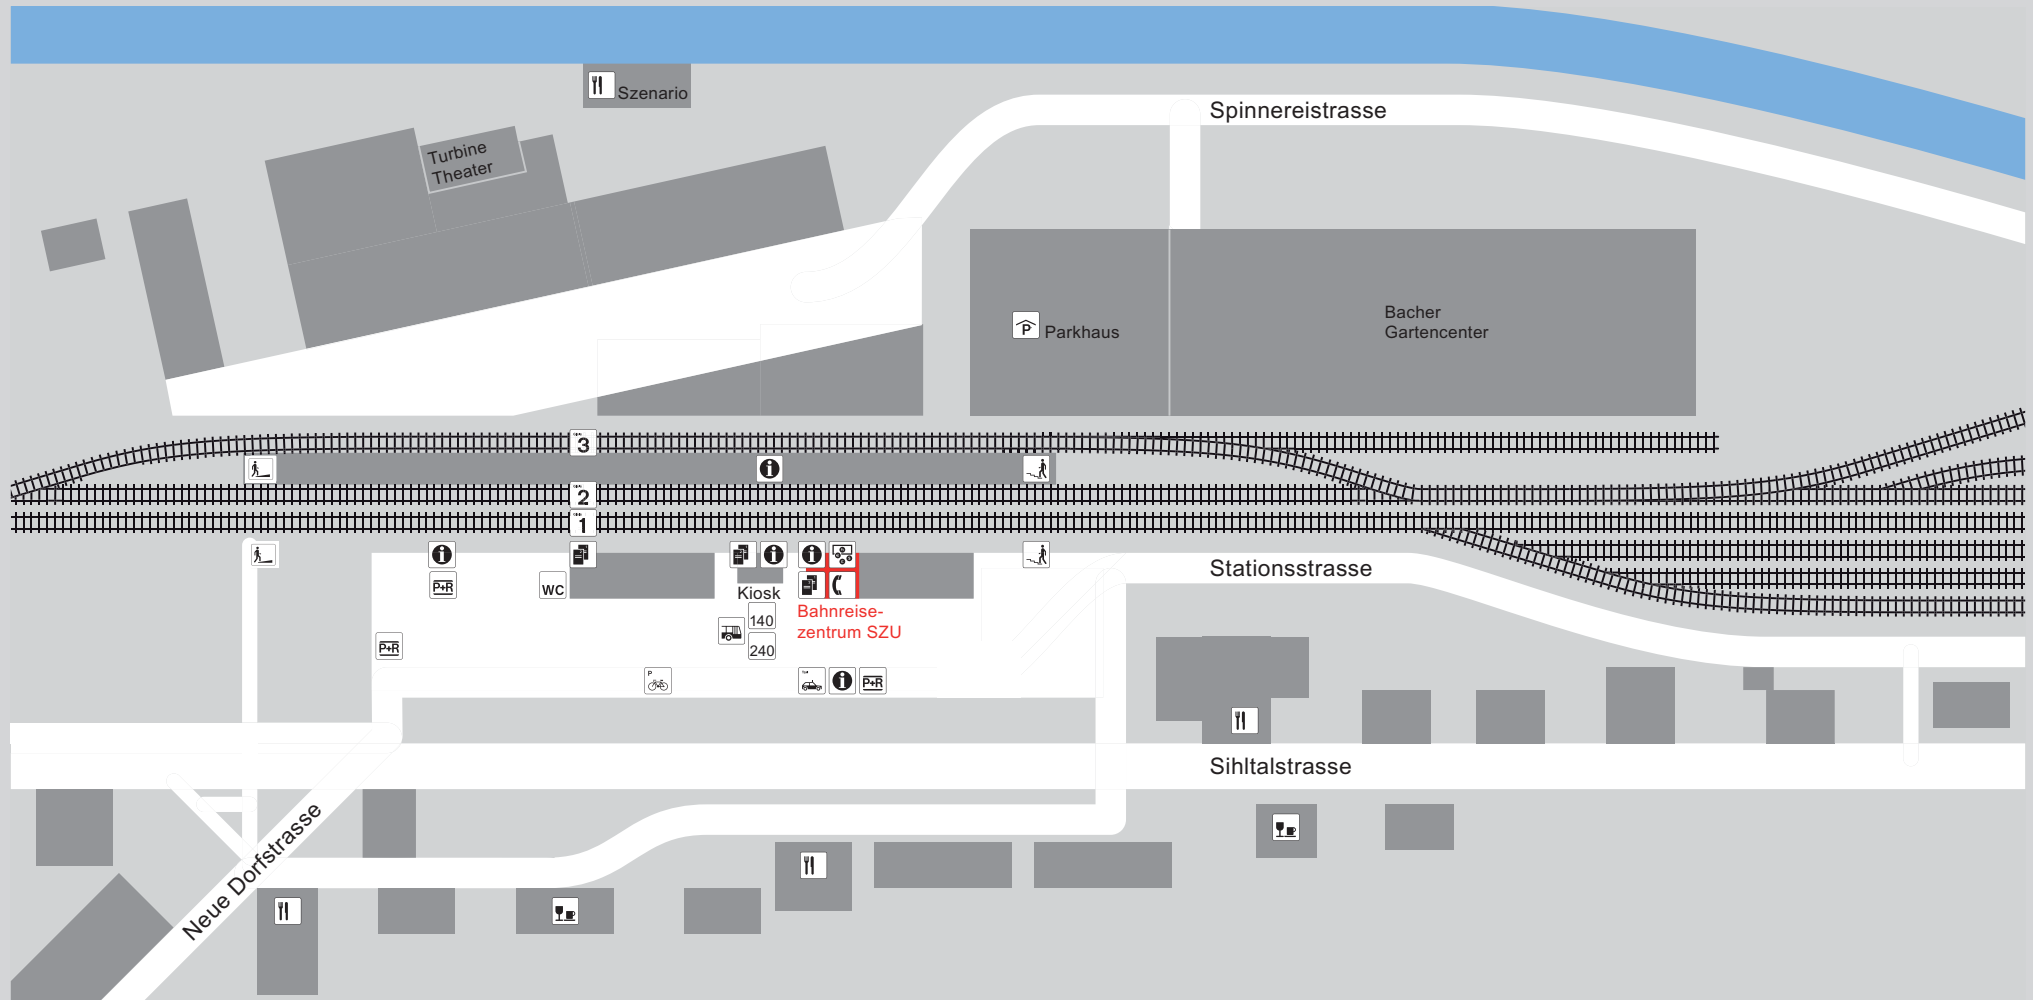 Szenario
Spinnereistrasse
Turbine
Theater
P
Parkhaus
Bacher
Gartencenter
3
2
1
Stationsstrasse
P+R
WC
Kiosk
140
240
Bahnreise-
zentrum SZU
P+R
P
P+R
Sihltalstrasse
Neue Dorfstrasse